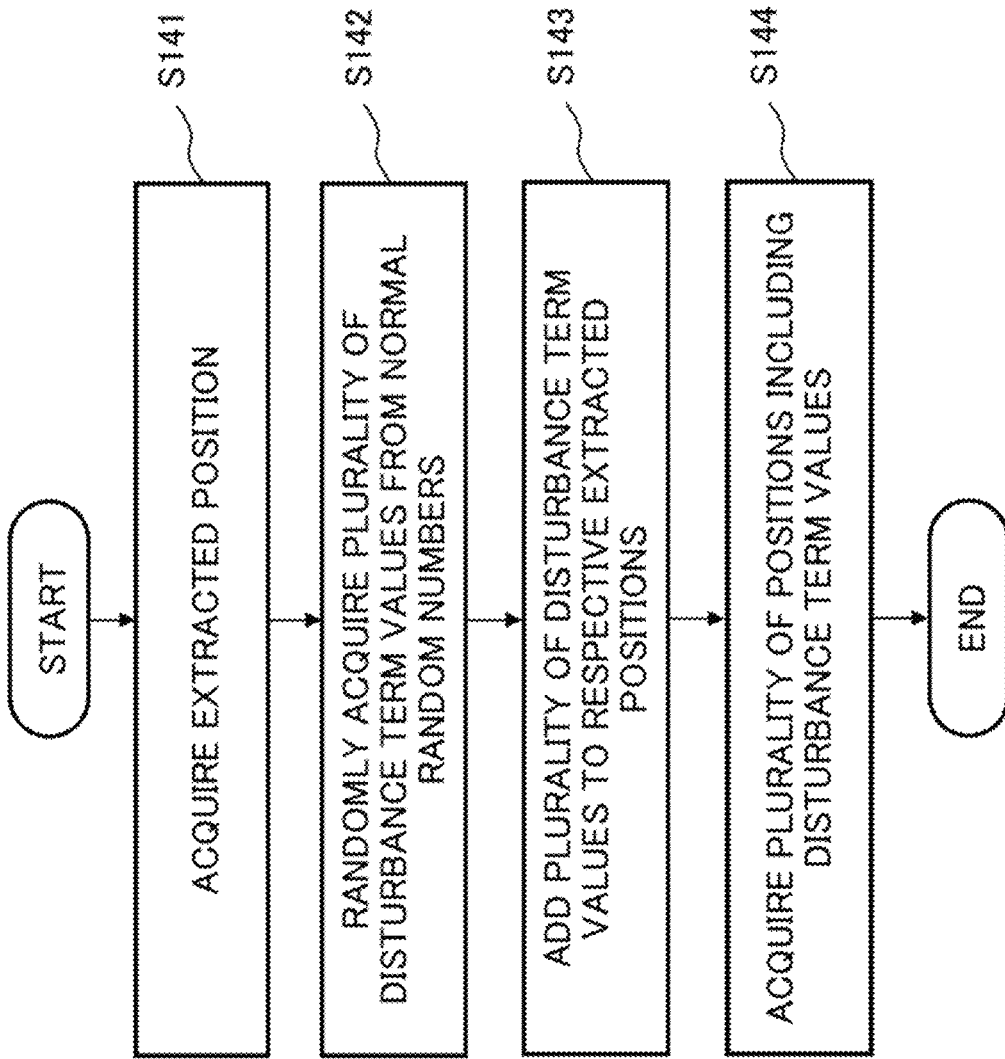 START
ACQUIRE EXTRACTED POSITION
S141
RANDOMLY ACQUIRE PLURALITY OF
DISTURBANCE TERM VALUES FROM NORMAL
RANDOM NUMBERS
S142
ADD PLURALITY OF DISTURBANCE TERM
VALUES TO RESPECTIVE EXTRACTED
POSITIONS
S143
ACQUIRE PLURALITY OF POSITIONS INCLUDING
DISTURBANCE TERM VALUES
S144
END